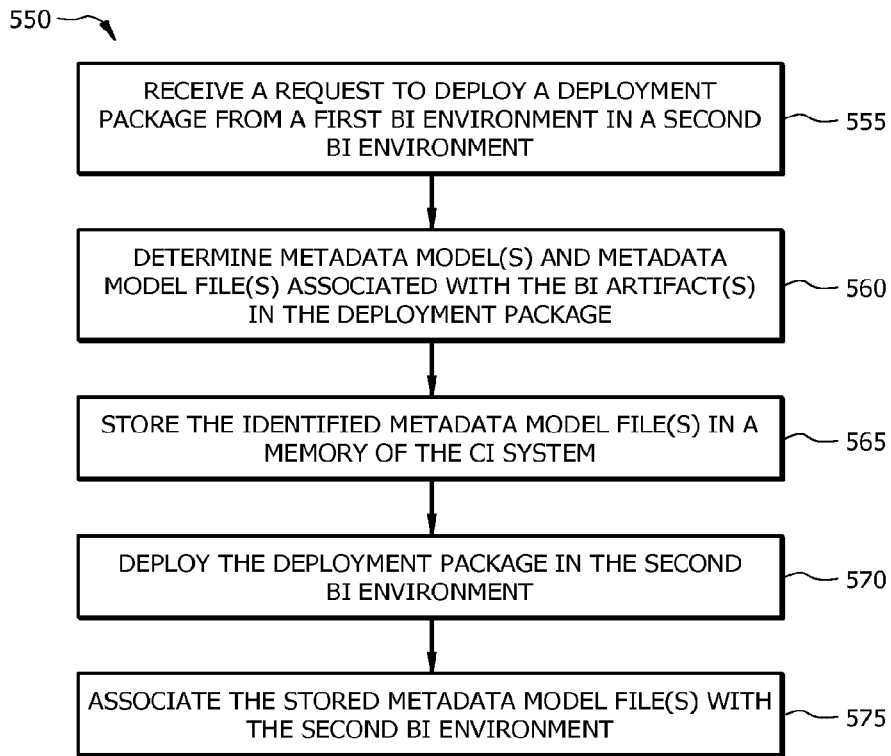 550
RECEIVE A REQUEST TO DEPLOY A DEPLOYMENT
PACKAGE FROM A FIRST BI ENVIRONMENT IN A SECOND
BI ENVIRONMENT
555
DETERMINE METADATA MODEL(S) AND METADATA
MODEL FILE(S) ASSOCIATED WITH THE BI ARTIFACT(S)
IN THE DEPLOYMENT PACKAGE
560
STORE THE IDENTIFIED METADATA MODEL FILE(S) IN A
MEMORY OF THE CI SYSTEM
565
DEPLOY THE DEPLOYMENT PACKAGE IN THE SECOND
BI ENVIRONMENT
570
ASSOCIATE THE STORED METADATA MODEL FILE(S) WITH
THE SECOND BI ENVIRONMENT
575